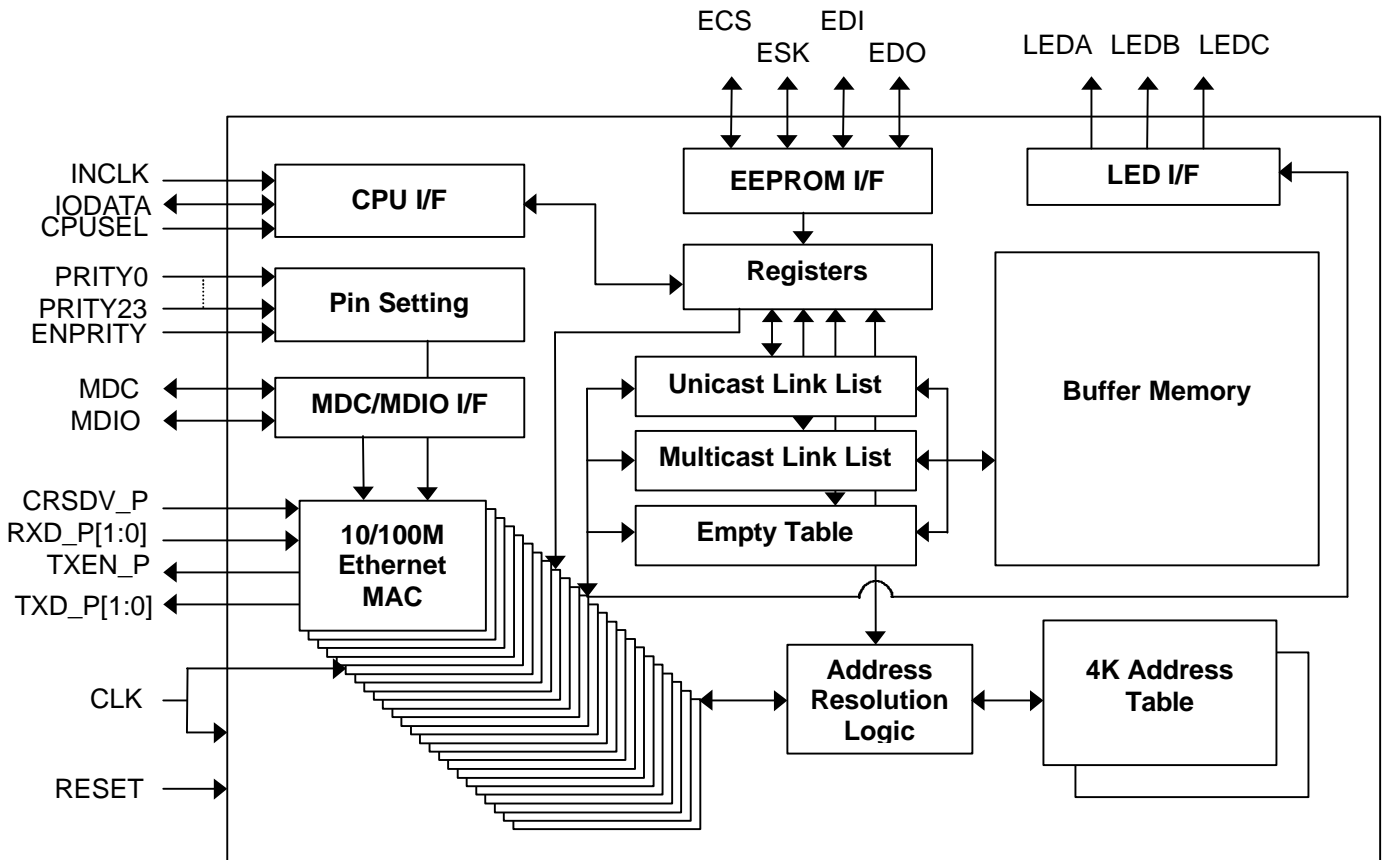 ECS
EDI
ESK
EDO
LEDA
LEDB
LEDC
INCLK
IODATA
CPUSEL
CPU I/F
EEPROM I/F
LED I/F
PRITY0
PRITY23
ENPRITY
Pin Setting
Registers
MDC
MDIO
MDC/MDIO I/F
Unicast Link List
Multicast Link List
Empty Table
Buffer Memory
CRSDV_P
RXD_P[1:0]
TXEN_P
TXD_P[1:0]
10/100M
Ethernet
MAC
CLK
RESET
Address
Resolution
Logic
4K Address
Table